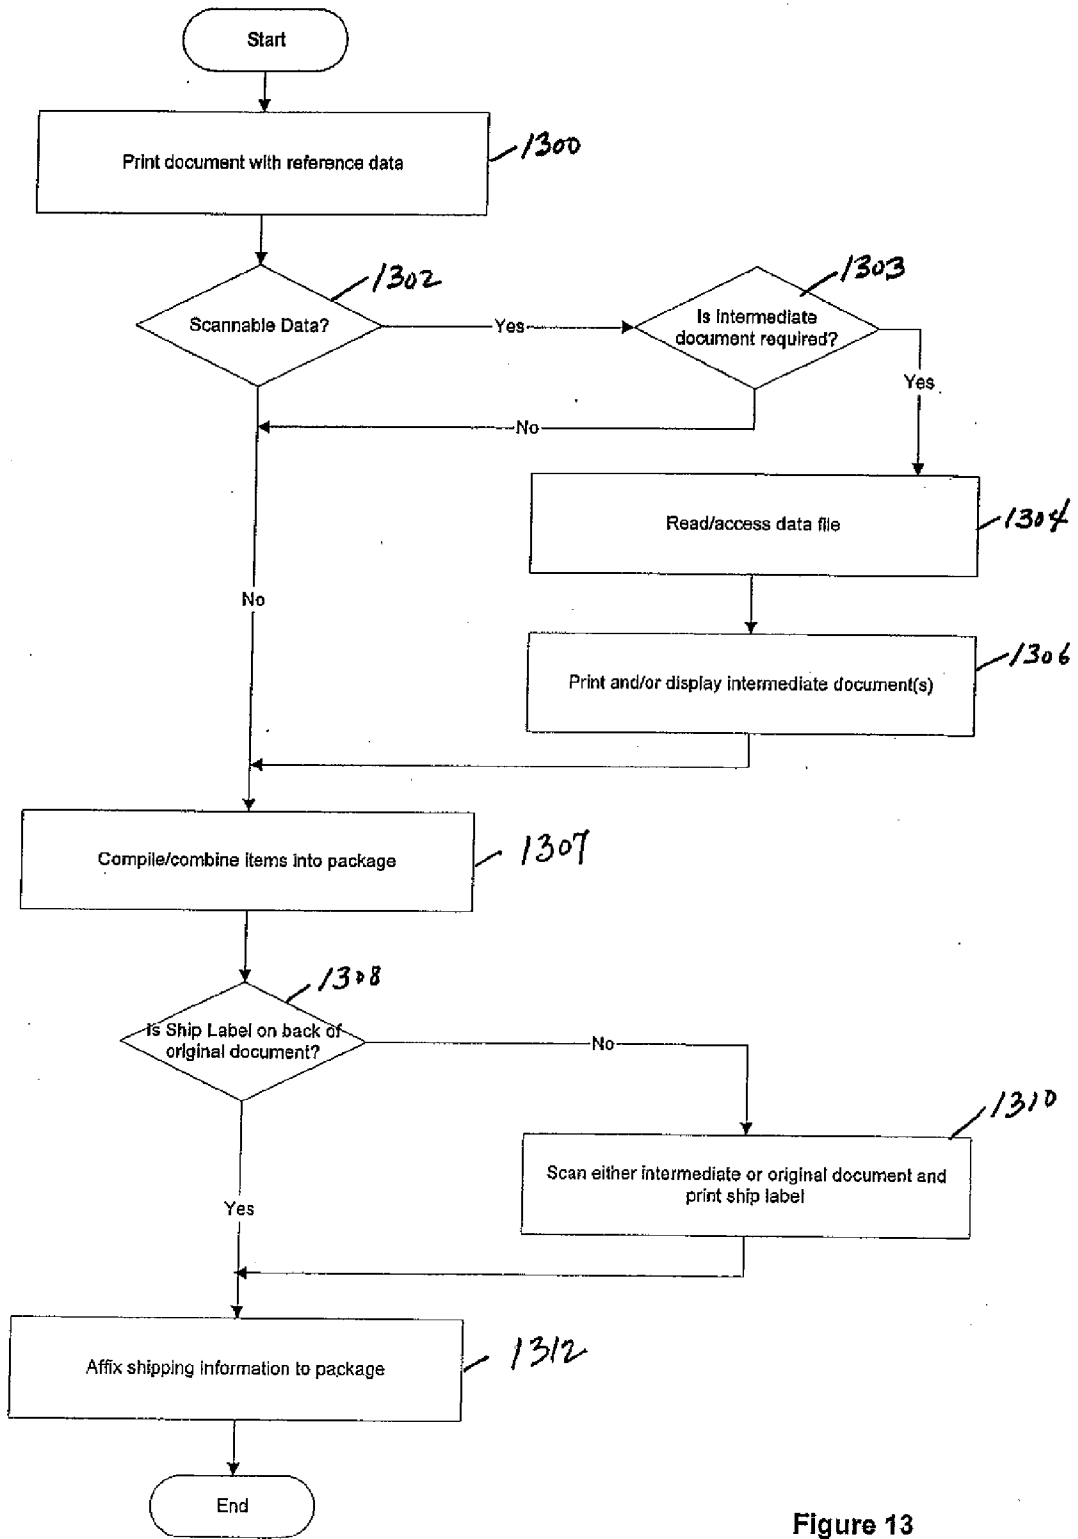 Start
Print document with reference data
1300
1302
Scannable Data?
Yes
1303
Is intermediate
document required?
Yes
No
Read/access data file
1304
No
Print and/or display intermediate document(s)
1306
Compile/combine items into package
1307
1308
Is Ship Label on back of
original document?
No
1310
Scan either intermediate or original document and
print ship label
Yes
Affix shipping information to package
1312
End
Figure 13